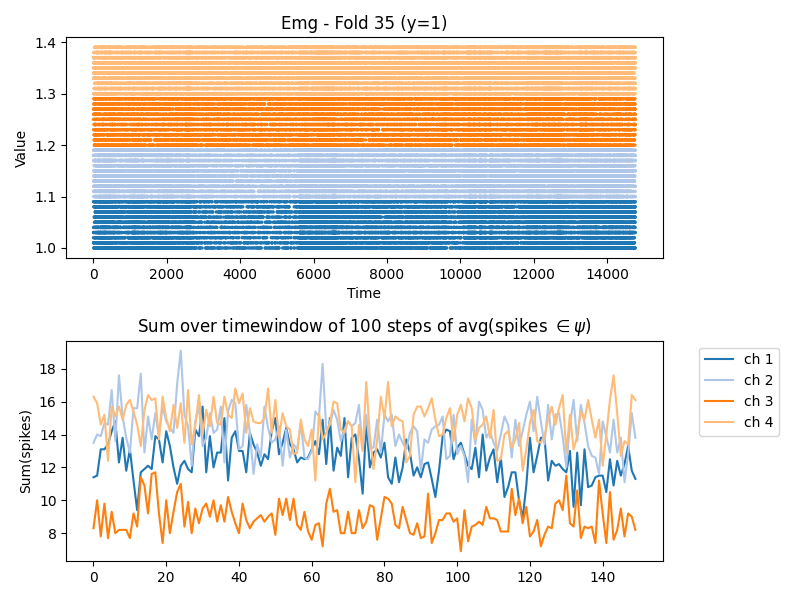 Emg - Fold 35 (y=1)
1.4
1.3
1.2
1.1
1.0
Value
0 2000 4000 6000 8000 10000 12000 14000
Time
Sum over timewindow of 100 steps of avg(spikes ∈ ψ)
18
16
14
12
10
8
Sum(spikes)
0 20 40 60 80 100 120 140
ch 1
ch 2
ch 3
ch 4